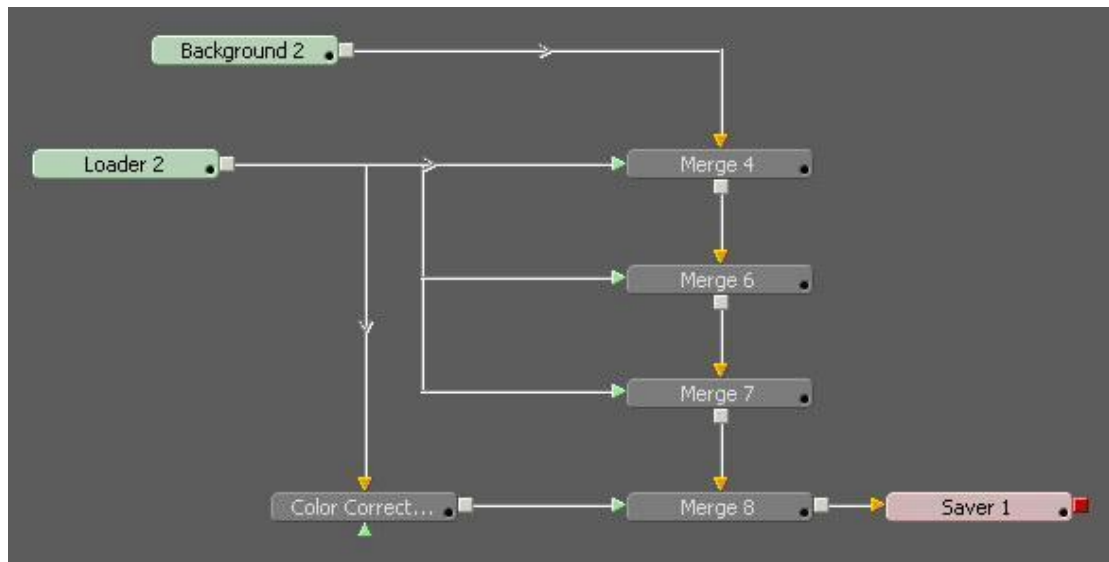 Background 2
Loader 2
Merge 4
Merge 6
Merge 7
Color Correct...
Merge 8
Saver 1